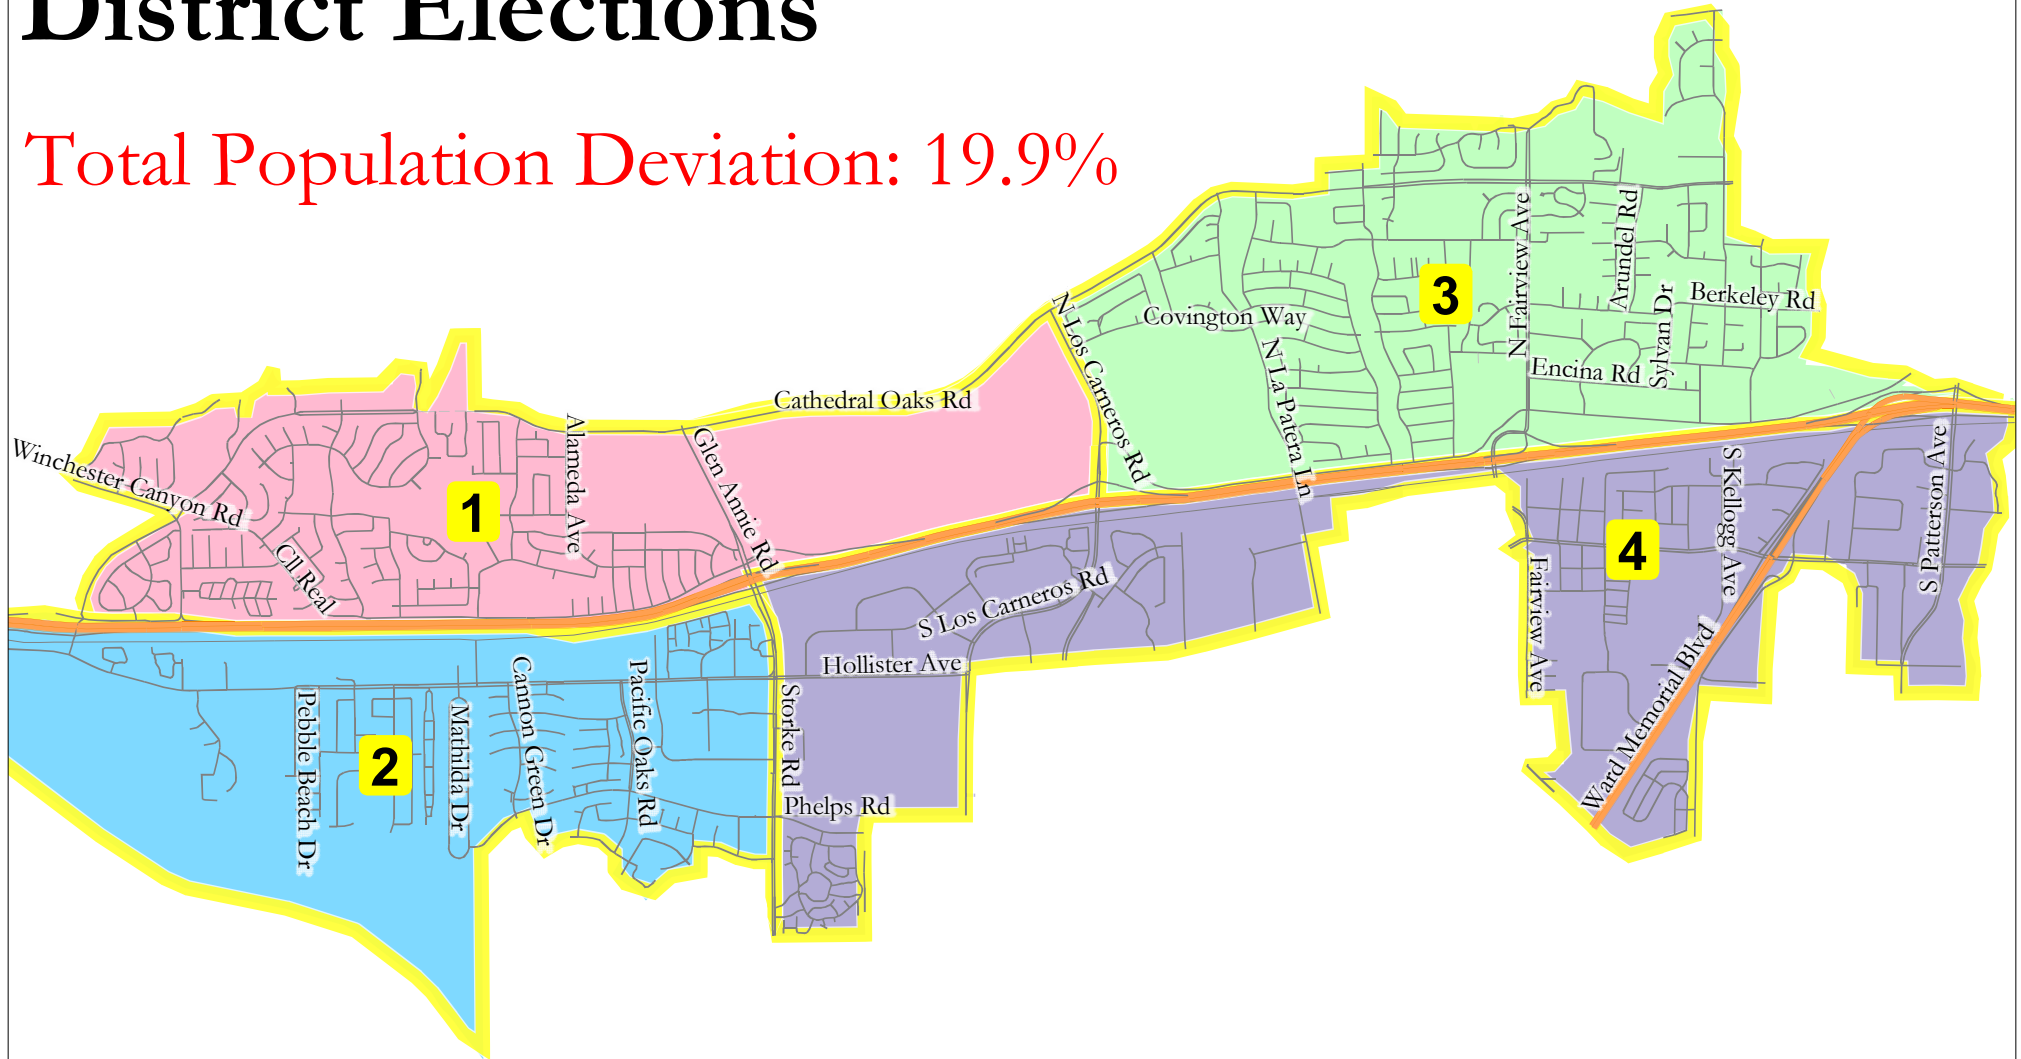 District Elections
Total Population Deviation: 19.9%
N Fairview Ave
Arundel Rd
3
Berkeley Rd
Sylvan Dr
N Los Carneros Rd
Covington Way
N La Patera Ln
Encina Rd
Cathedral Oaks Rd
Alameda Ave
Glen Annie Rd
Winchester Canyon Rd
1
Cll Real
S Kellogg Ave
S Patterson Ave
4
Fairview Ave
S Los Carneros Rd
Hollister Ave
Ward Memorial Blvd
Pebble Beach Dr
2
Mathilda Dr
Cannon Green Dr
Pacific Oaks Rd
Storke Rd
Phelps Rd